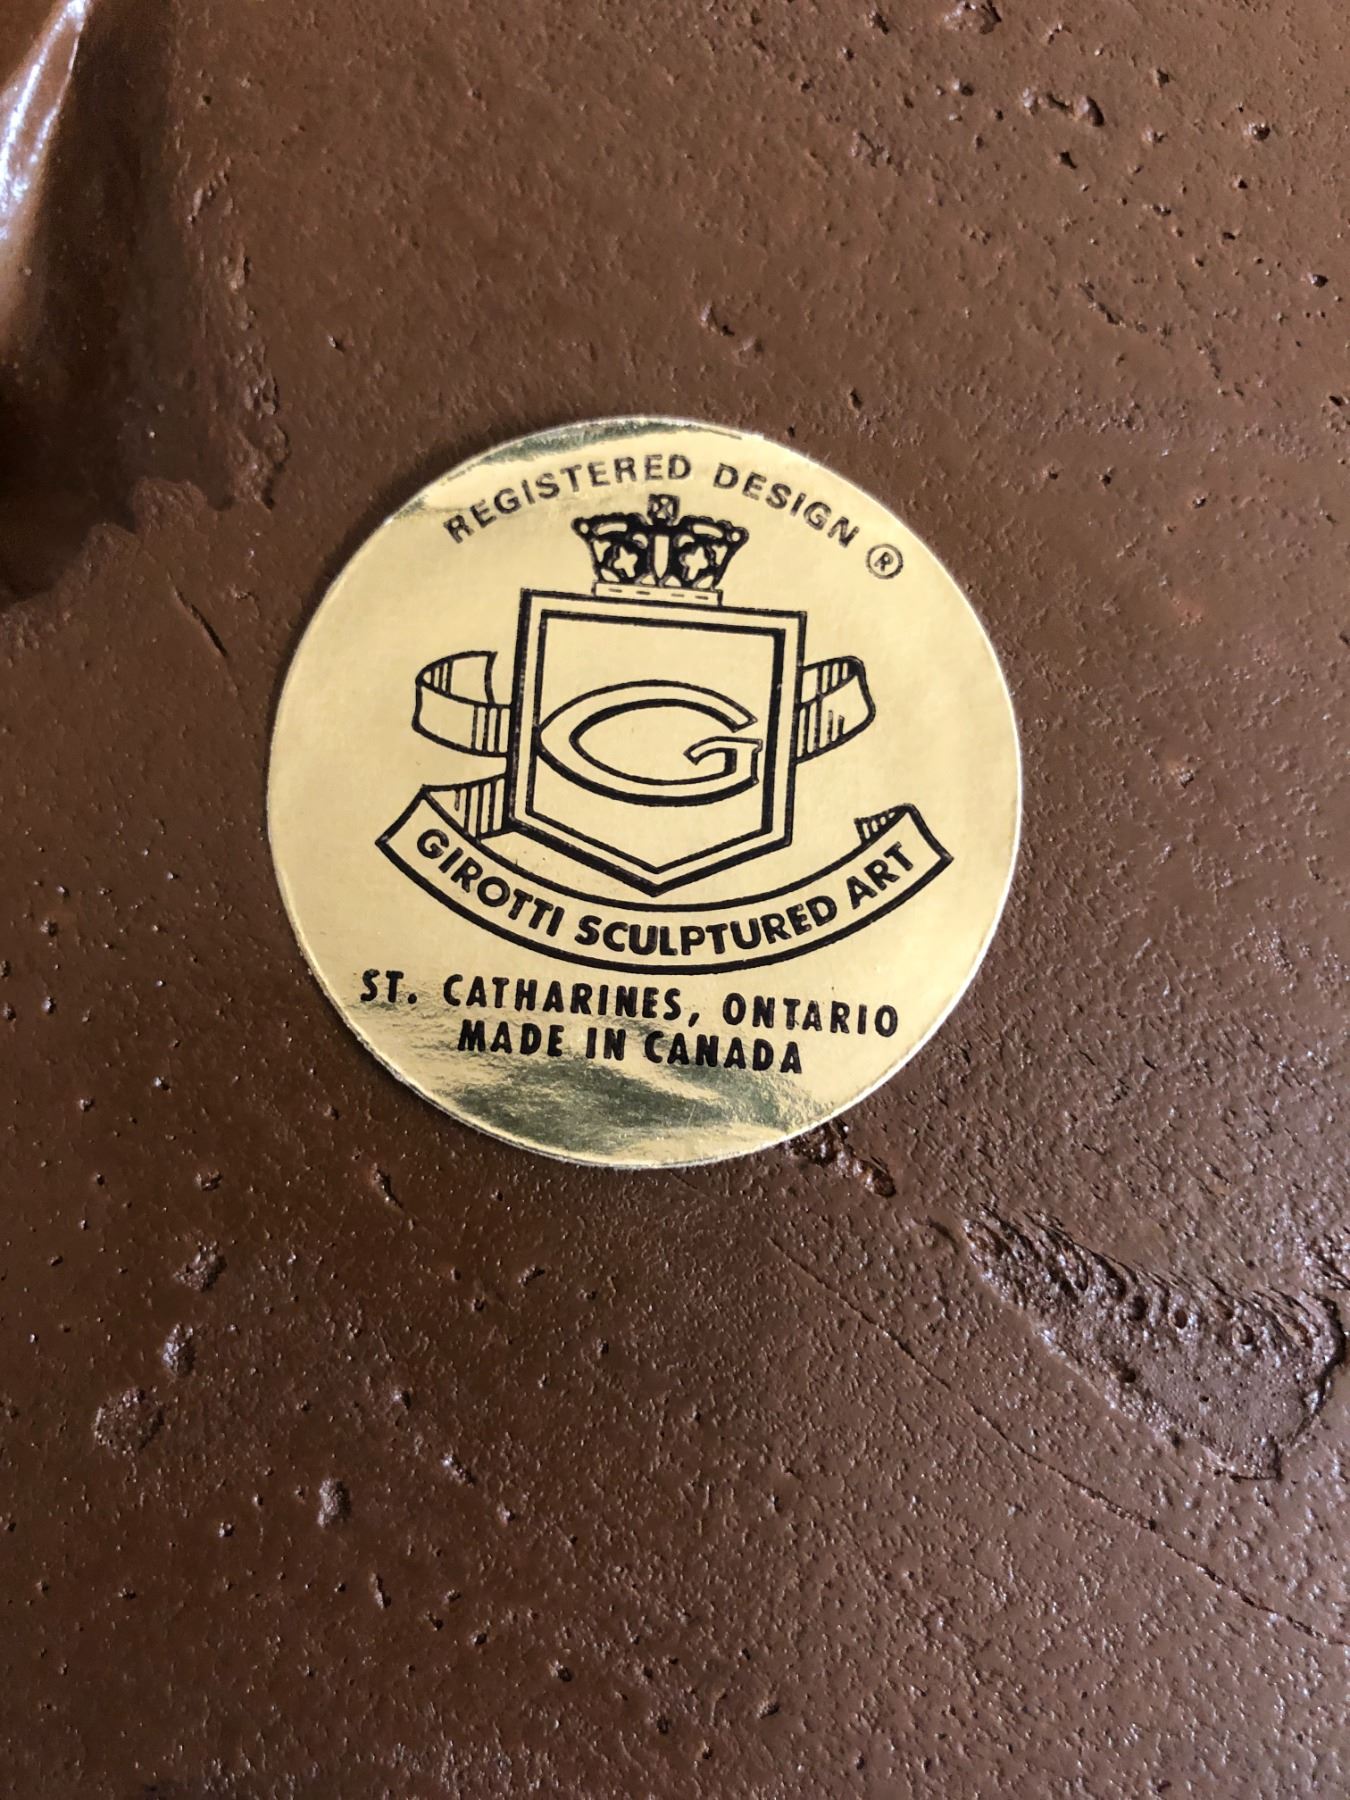 REGISTERED DESIGN ®
G
GIROTTI SCULPTURED ART
ST. CATHARINES, ONTARIO
MADE IN CANADA